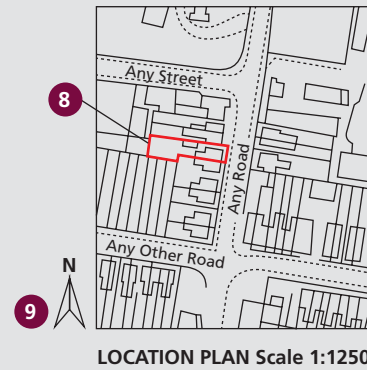 Any Street
8
Any Road
Any Other Road
N
9
LOCATION PLAN Scale 1:1250